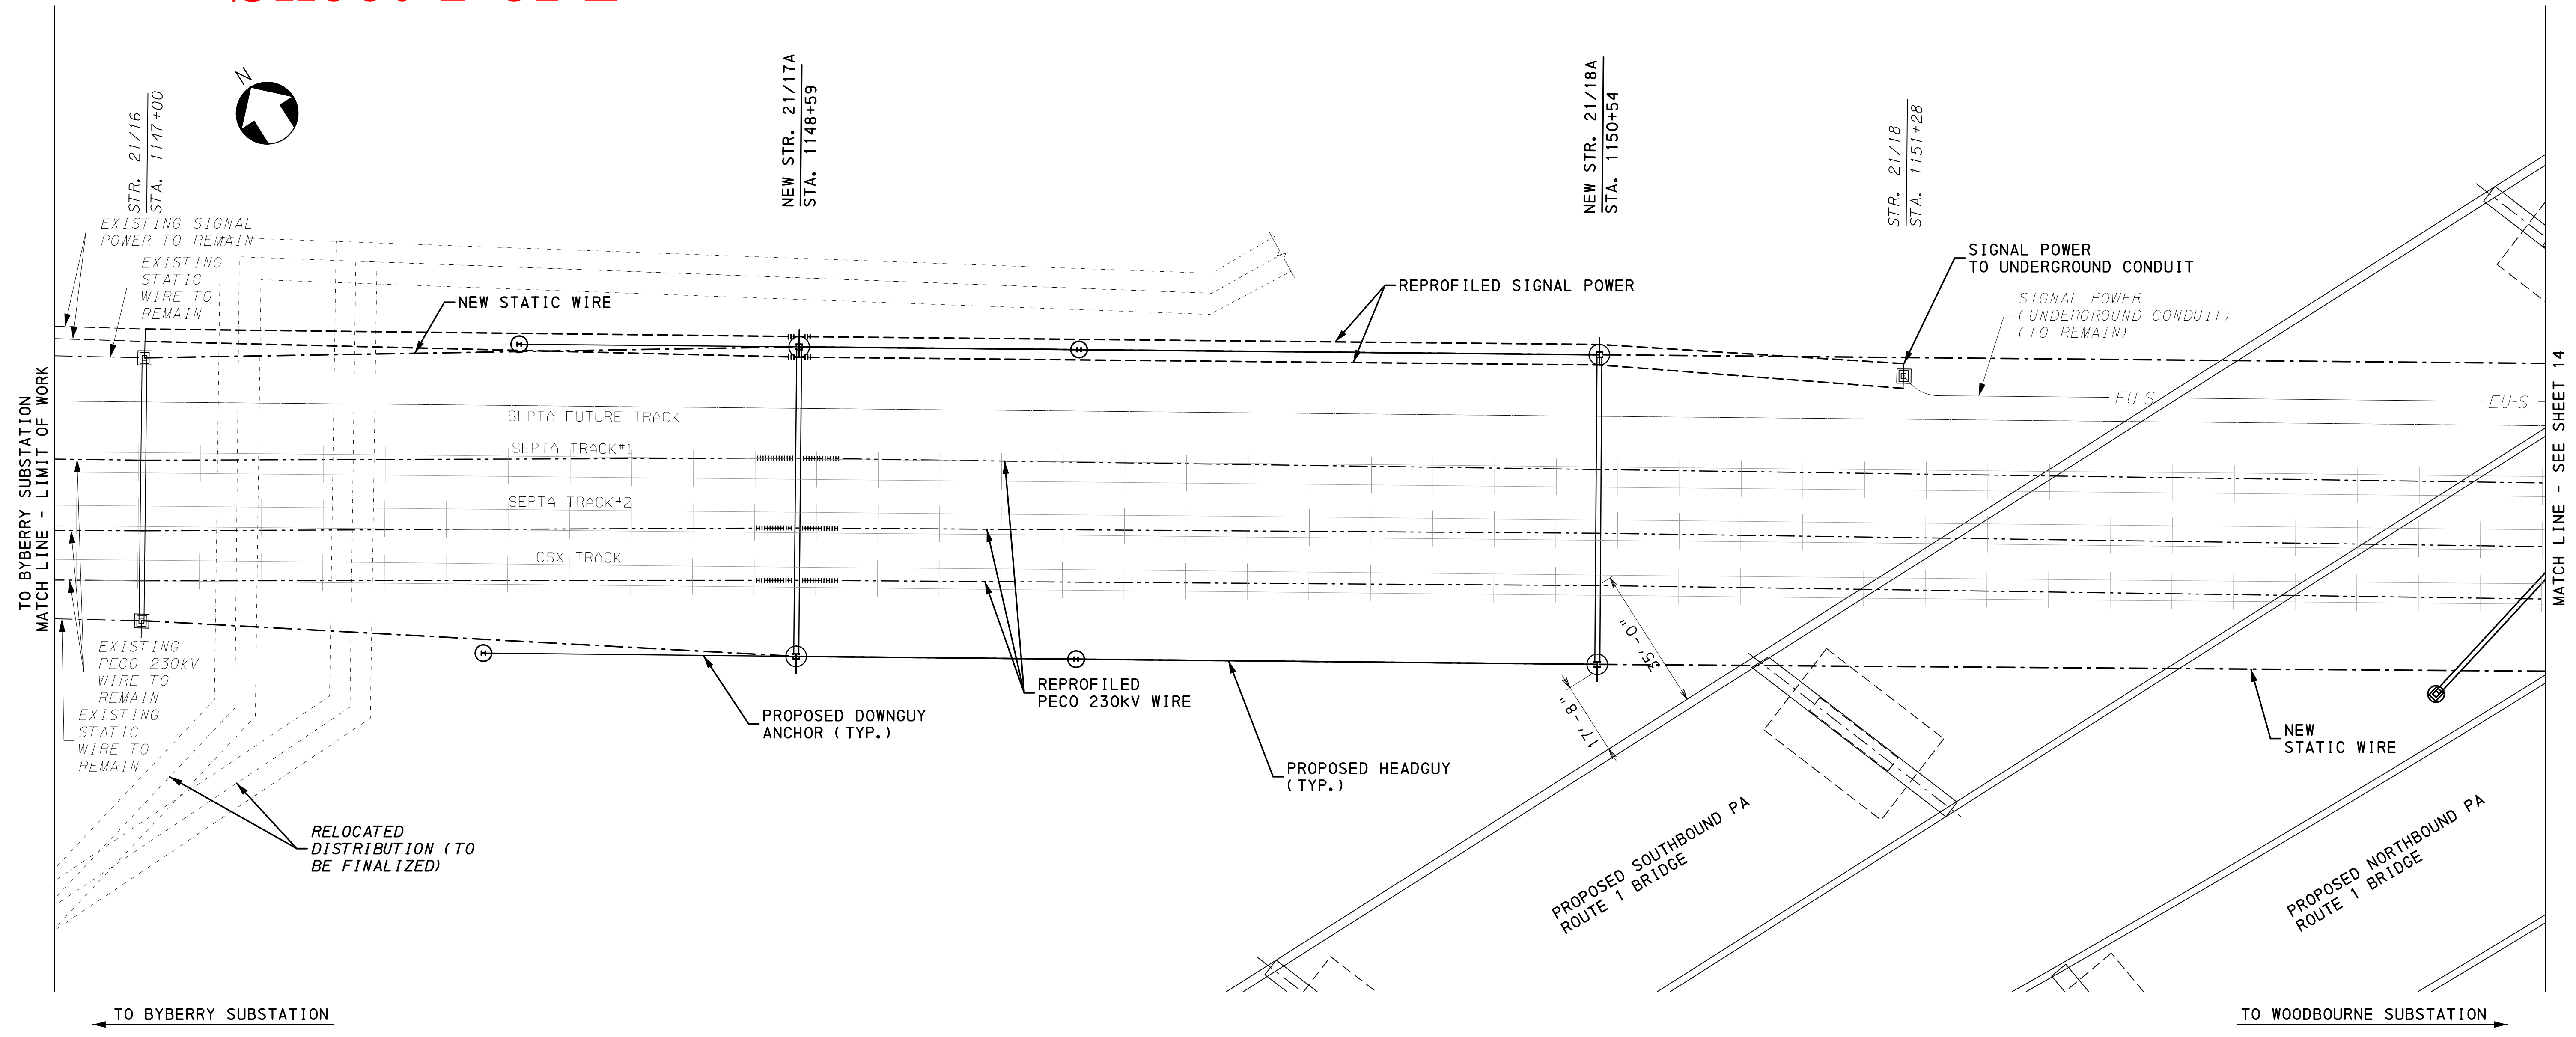 N
STR. 21/16
STA. 1147+00
NEW STR. 21/17A
STA. 1148+59
NEW STR. 21/18A
STA. 1150+54
STR. 21/18
STA. 1151+28
EXISTING SIGNAL
POWER TO REMAIN
EXISTING
STATIC
WIRE TO
REMAIN
NEW STATIC WIRE
REPROFILED SIGNAL POWER
SIGNAL POWER
TO UNDERGROUND CONDUIT
SIGNAL POWER
(UNDERGROUND CONDUIT)
(TO REMAIN)
TO BYBERRY SUBSTATION
MATCH LINE - LIMIT OF WORK
MATCH LINE - SEE SHEET 14
EU-S
EU-S
SEPTA FUTURE TRACK
SEPTA TRACK#1
SEPTA TRACK#2
CSX TRACK
EXISTING
PECO 230kV
WIRE TO
REMAIN
EXISTING
STATIC
WIRE TO
REMAIN
REPROFILED
PECO 230kV WIRE
PROPOSED DOWNGUY
ANCHOR (TYP.)
PROPOSED HEADGUY
(TYP.)
35'-0"
17'-8"
NEW
STATIC WIRE
RELOCATED
DISTRIBUTION (TO
BE FINALIZED)
PROPOSED SOUTHBOUND PA
ROUTE 1 BRIDGE
PROPOSED NORTHBOUND PA
ROUTE 1 BRIDGE
TO BYBERRY SUBSTATION
TO WOODBOURNE SUBSTATION